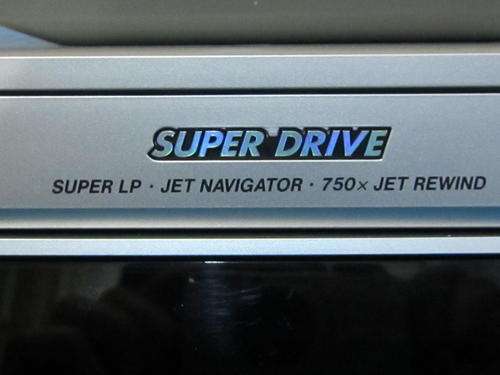 SUPER DRIVE
SUPER LP · JET NAVIGATOR · 750× JET REWIND